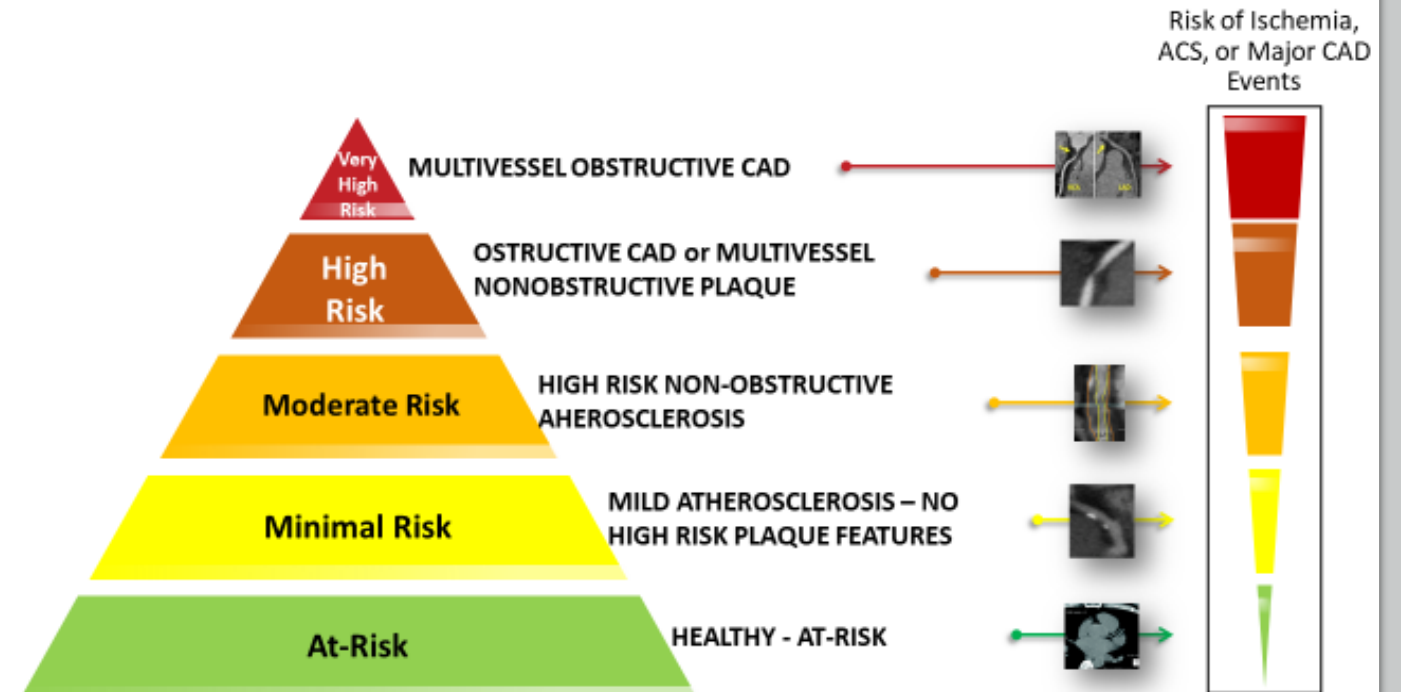 Risk of Ischemia,
ACS, or Major CAD
Events
Very
High
Risk
MULTIVESSEL OBSTRUCTIVE CAD
High
Risk
OSTRUCTIVE CAD or MULTIVESSEL
NONOBSTRUCTIVE PLAQUE
Moderate Risk
HIGH RISK NON-OBSTRUCTIVE
AHEROSCLEROSIS
Minimal Risk
MILD ATHEROSCLEROSIS – NO
HIGH RISK PLAQUE FEATURES
At-Risk
HEALTHY - AT-RISK